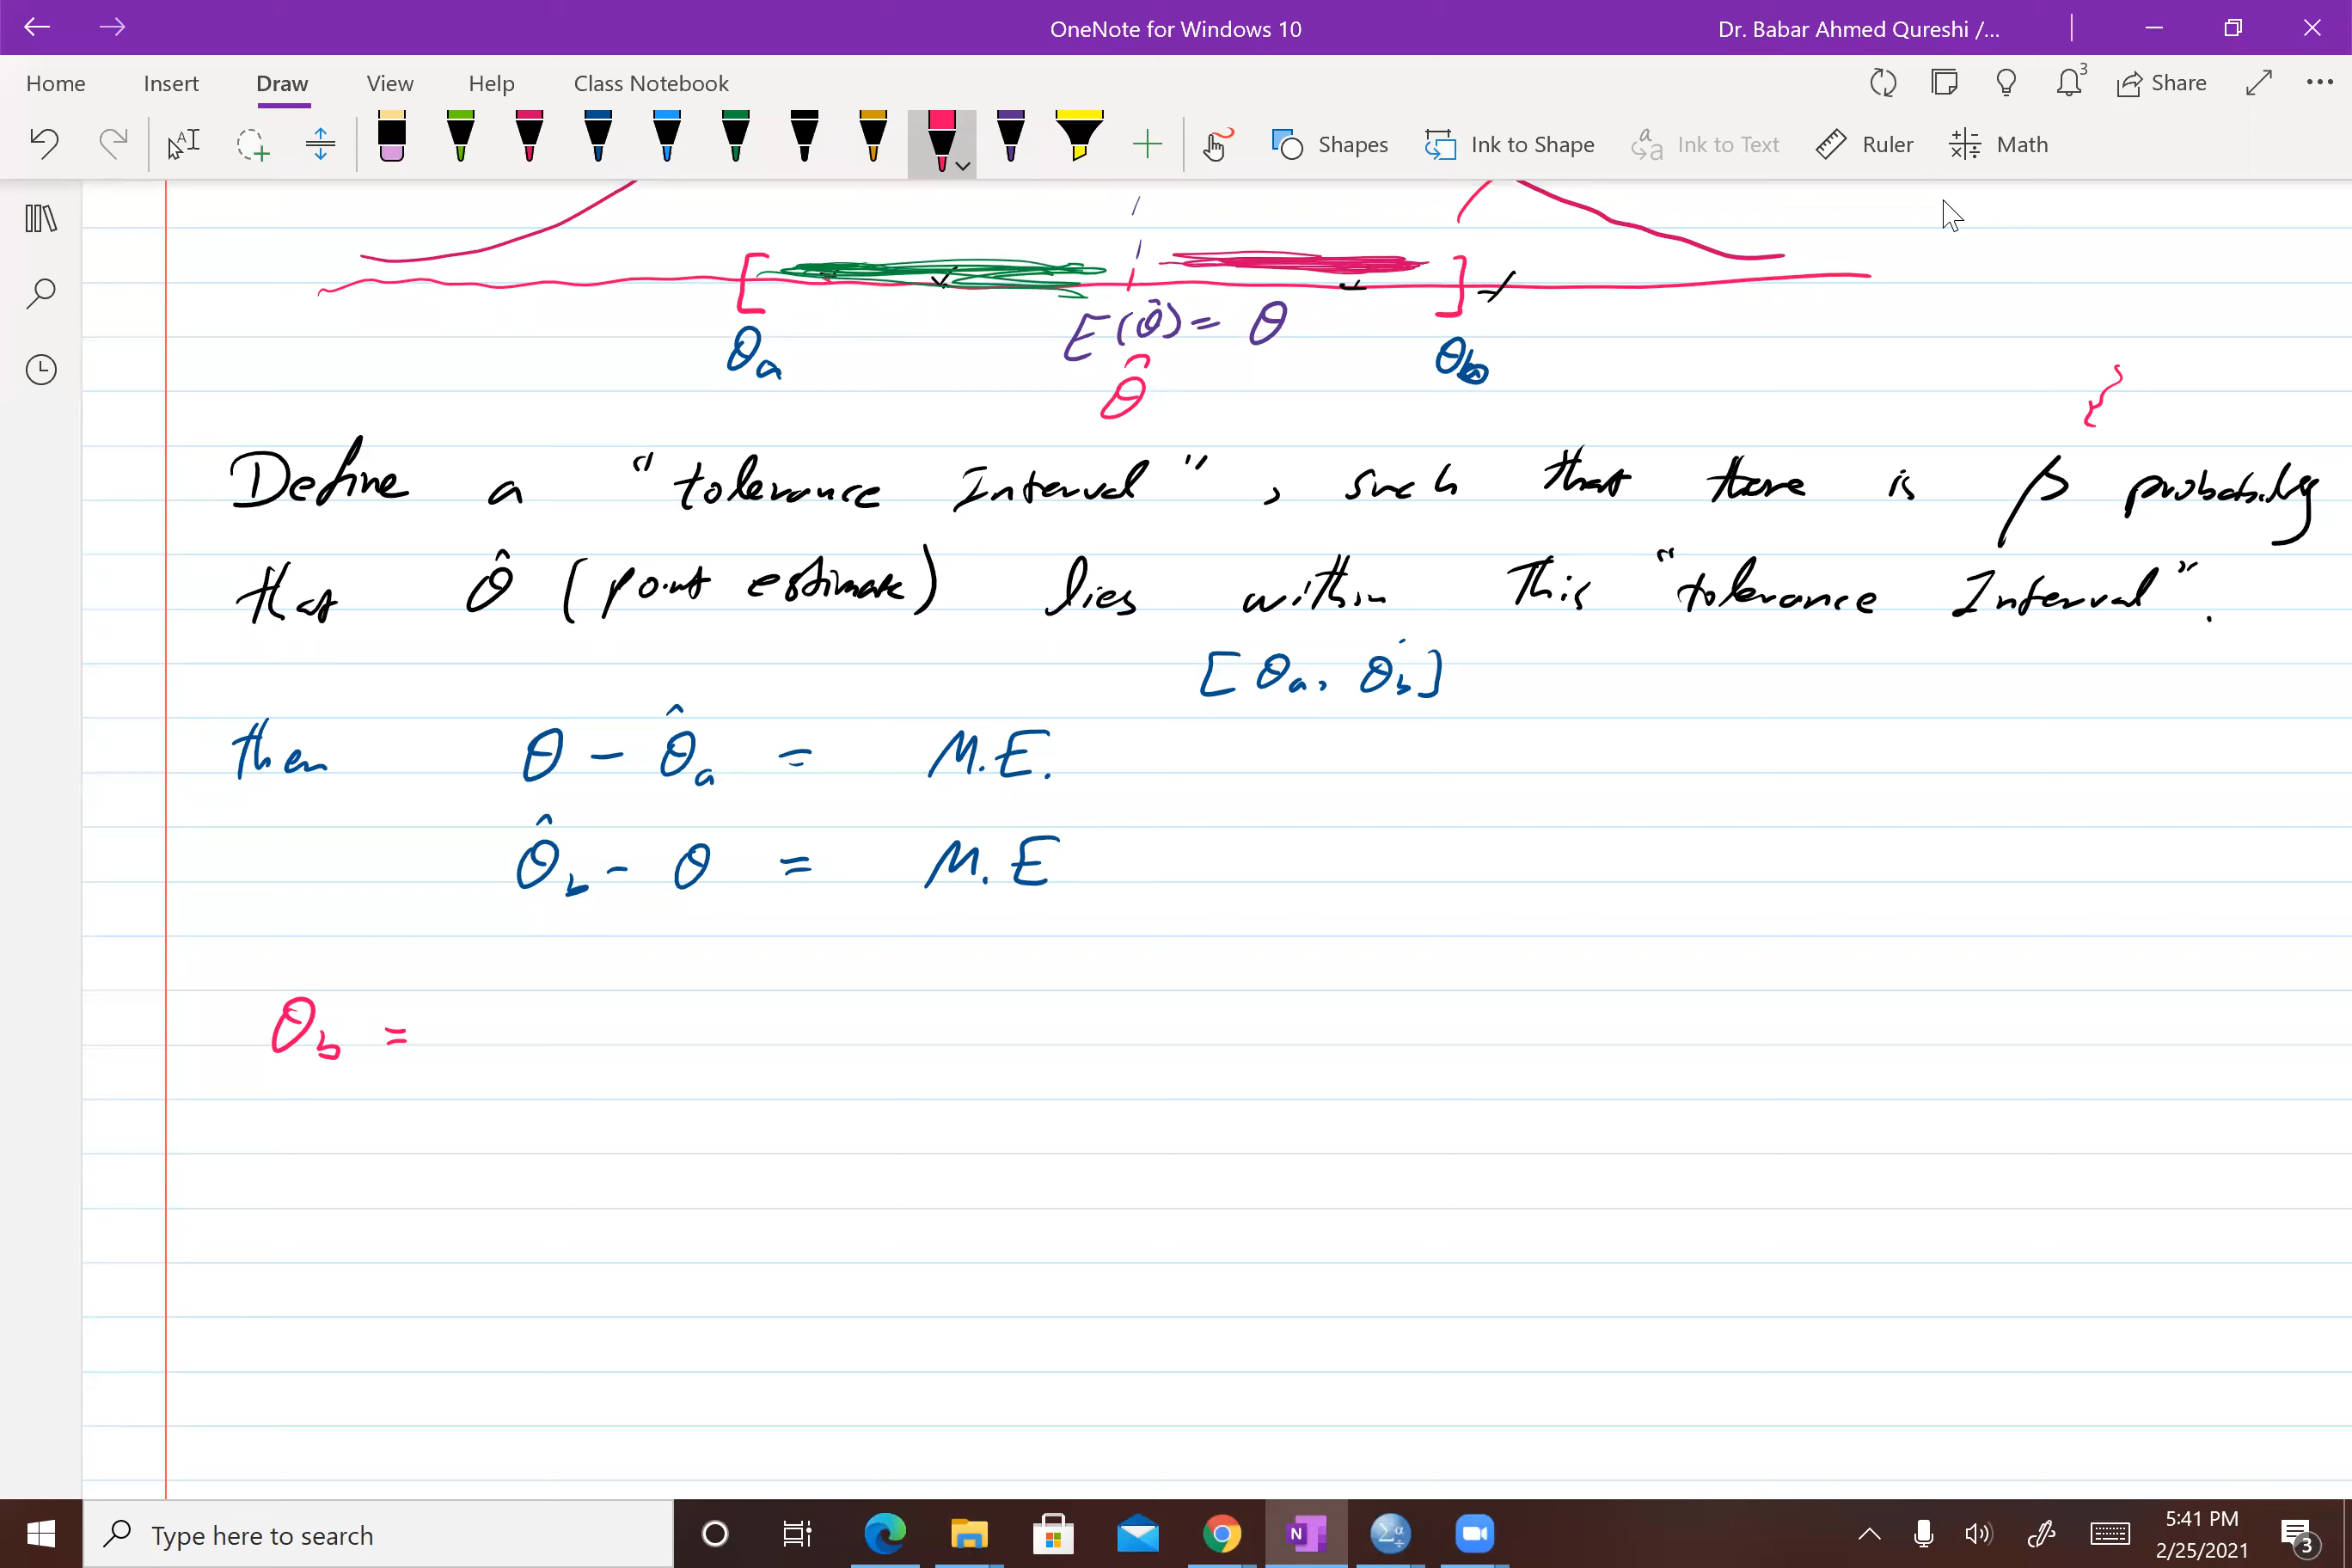 OneNote for Windows 10
Dr. Babar Ahmed Qureshi /...
Home Insert Draw View Help Class Notebook
3
Share
Shapes Ink to Shape Ink to Text Ruler Math
E(θ̂) = θ
θa θ̂ θb
Define a "tolerance Interval", such that there is β probability
that θ̂ (point estimate) lies within This "tolerance Interval".
[θa, θb]
then θ - θ̂a = M.E.
θ̂b - θ = M.E
θb =
Type here to search
5:41 PM
2/25/2021
3